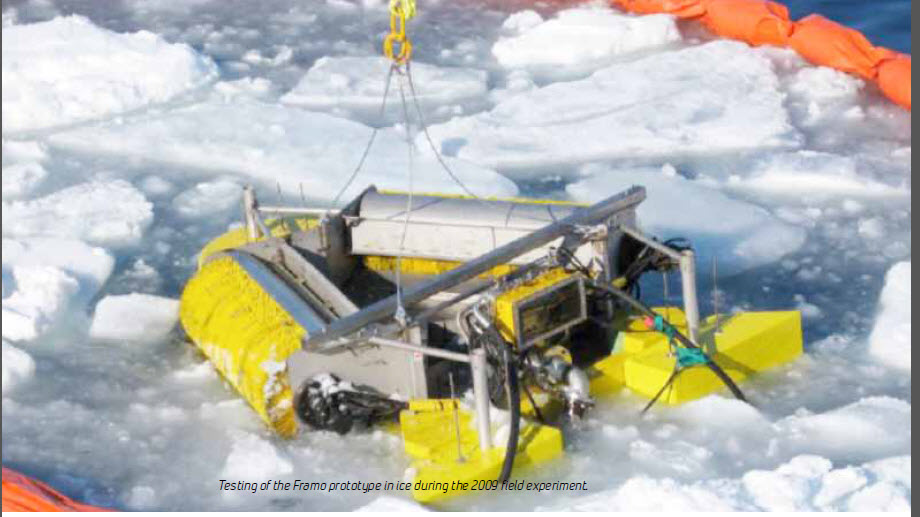 Testing of the Framo prototype in ice during the 2009 field experiment.